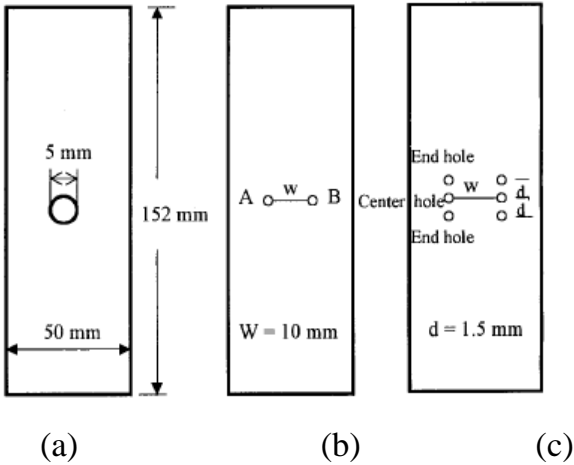 5 mm
152 mm
50 mm
A
W
B
W = 10 mm
End hole
W
d
Center hole
d
End hole
d = 1.5 mm
(a)
(b)
(c)